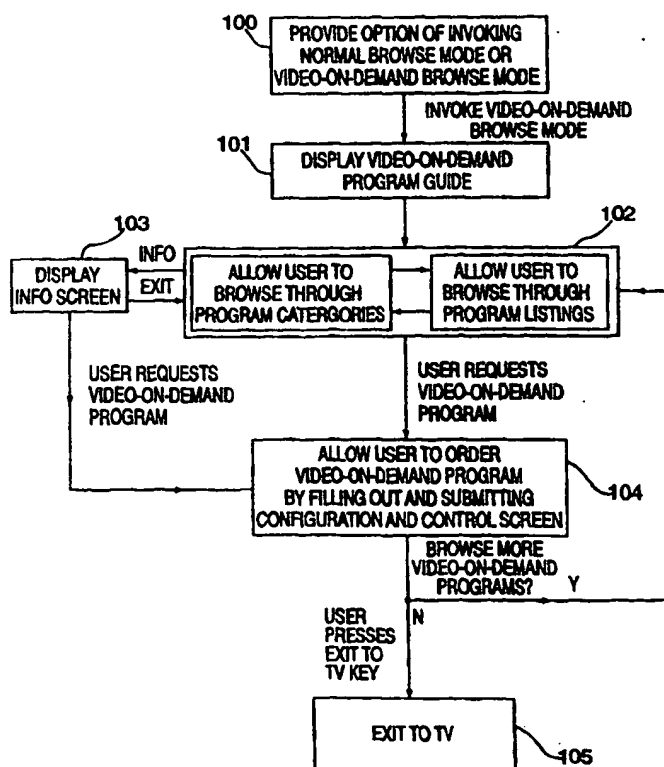 100
PROVIDE OPTION OF INVOKING
NORMAL BROWSE MODE OR
VIDEO-ON-DEMAND BROWSE MODE
INVOKE VIDEO-ON-DEMAND
BROWSE MODE
101
DISPLAY VIDEO-ON-DEMAND
PROGRAM GUIDE
102
103
DISPLAY
INFO SCREEN
INFO
EXIT
ALLOW USER TO
BROWSE THROUGH
PROGRAM CATERGORIES
ALLOW USER TO
BROWSE THROUGH
PROGRAM LISTINGS
USER REQUESTS
VIDEO-ON-DEMAND
PROGRAM
USER REQUESTS
VIDEO-ON-DEMAND
PROGRAM
ALLOW USER TO ORDER
VIDEO-ON-DEMAND PROGRAM
BY FILLING OUT AND SUBMITTING
CONFIGURATION AND CONTROL SCREEN
104
BROWSE MORE
VIDEO-ON-DEMAND
PROGRAMS?
Y
N
USER
PRESSES
EXIT TO
TV KEY
EXIT TO TV
105